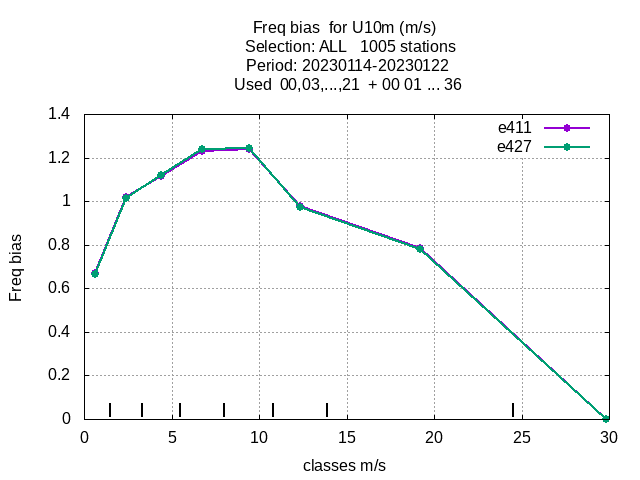 Freq bias  for U10m (m/s)
Selection: ALL   1005 stations
Period: 20230114-20230122
Used  00,03,...,21  + 00 01 ... 36
e411
e427
1.4
1.2
1
0.8
0.6
0.4
0.2
0
Freq bias
0 5 10 15 20 25 30
classes m/s